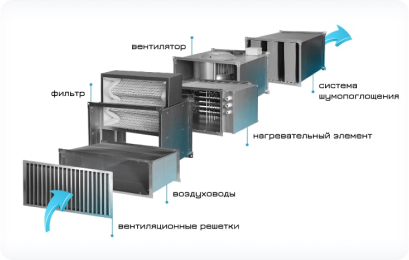 вентилятор
фильтр
система
шумопоглощения
нагревательный элемент
воздуховоды
вентиляционные решетки